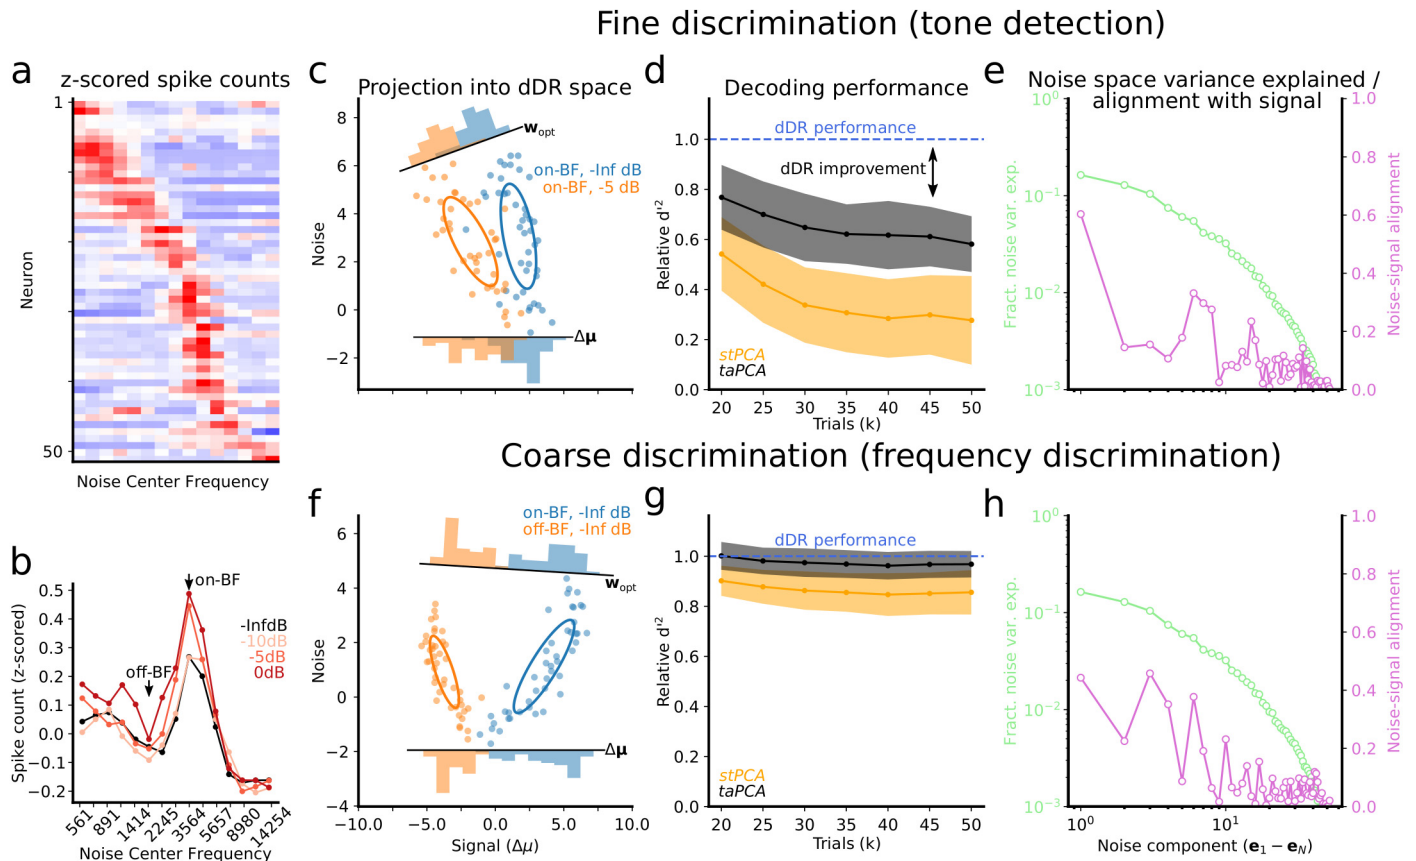 Fine discrimination (tone detection)
a
z-scored spike counts
1
50
Neuron
Noise Center Frequency
b
0.5
0.4
0.3
0.2
0.1
0.0
−0.1
−0.2
Spike count (z-scored)
on-BF
off-BF
-InfdB
-10dB
-5dB
0dB
561
891
1414
2245
3564
5657
8980
14254
Noise Center Frequency
c
Projection into dDR space
8
6
4
2
0
−2
Noise
w_opt
on-BF, -Inf dB
on-BF, -5 dB
Δμ
d
Decoding performance
1.0
0.8
0.6
0.4
0.2
0.0
Relative d'²
dDR performance
dDR improvement
stPCA
taPCA
20 25 30 35 40 45 50
Trials (k)
e
Noise space variance explained /
alignment with signal
10⁰
10⁻¹
10⁻²
10⁻³
Fract. noise var. exp.
1.0
0.8
0.6
0.4
0.2
0.0
Noise-signal alignment
Coarse discrimination (frequency discrimination)
f
6
4
2
0
−2
−4
Noise
on-BF, -Inf dB
off-BF, -Inf dB
w_opt
Δμ
−10.0 −5.0 0.0 5.0 10.0
Signal (Δμ)
g
1.0
0.8
0.6
0.4
0.2
0.0
Relative d'²
dDR performance
stPCA
taPCA
20 25 30 35 40 45 50
Trials (k)
h
10⁰
10⁻¹
10⁻²
10⁻³
Fract. noise var. exp.
1.0
0.8
0.6
0.4
0.2
0.0
Noise-signal alignment
10⁰ 10¹
Noise component (e₁ − e_N)